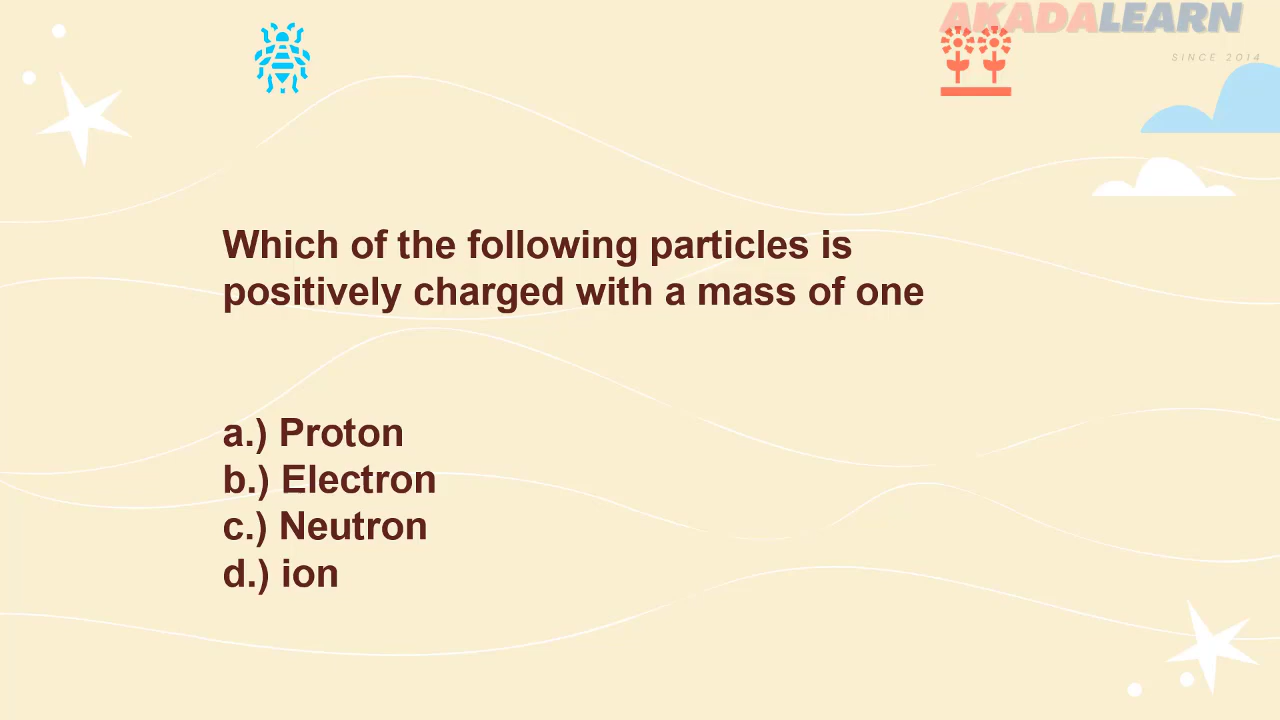 AKADALEARN
SINCE 2014
Which of the following particles is
positively charged with a mass of one
a.) Proton
b.) Electron
c.) Neutron
d.) ion